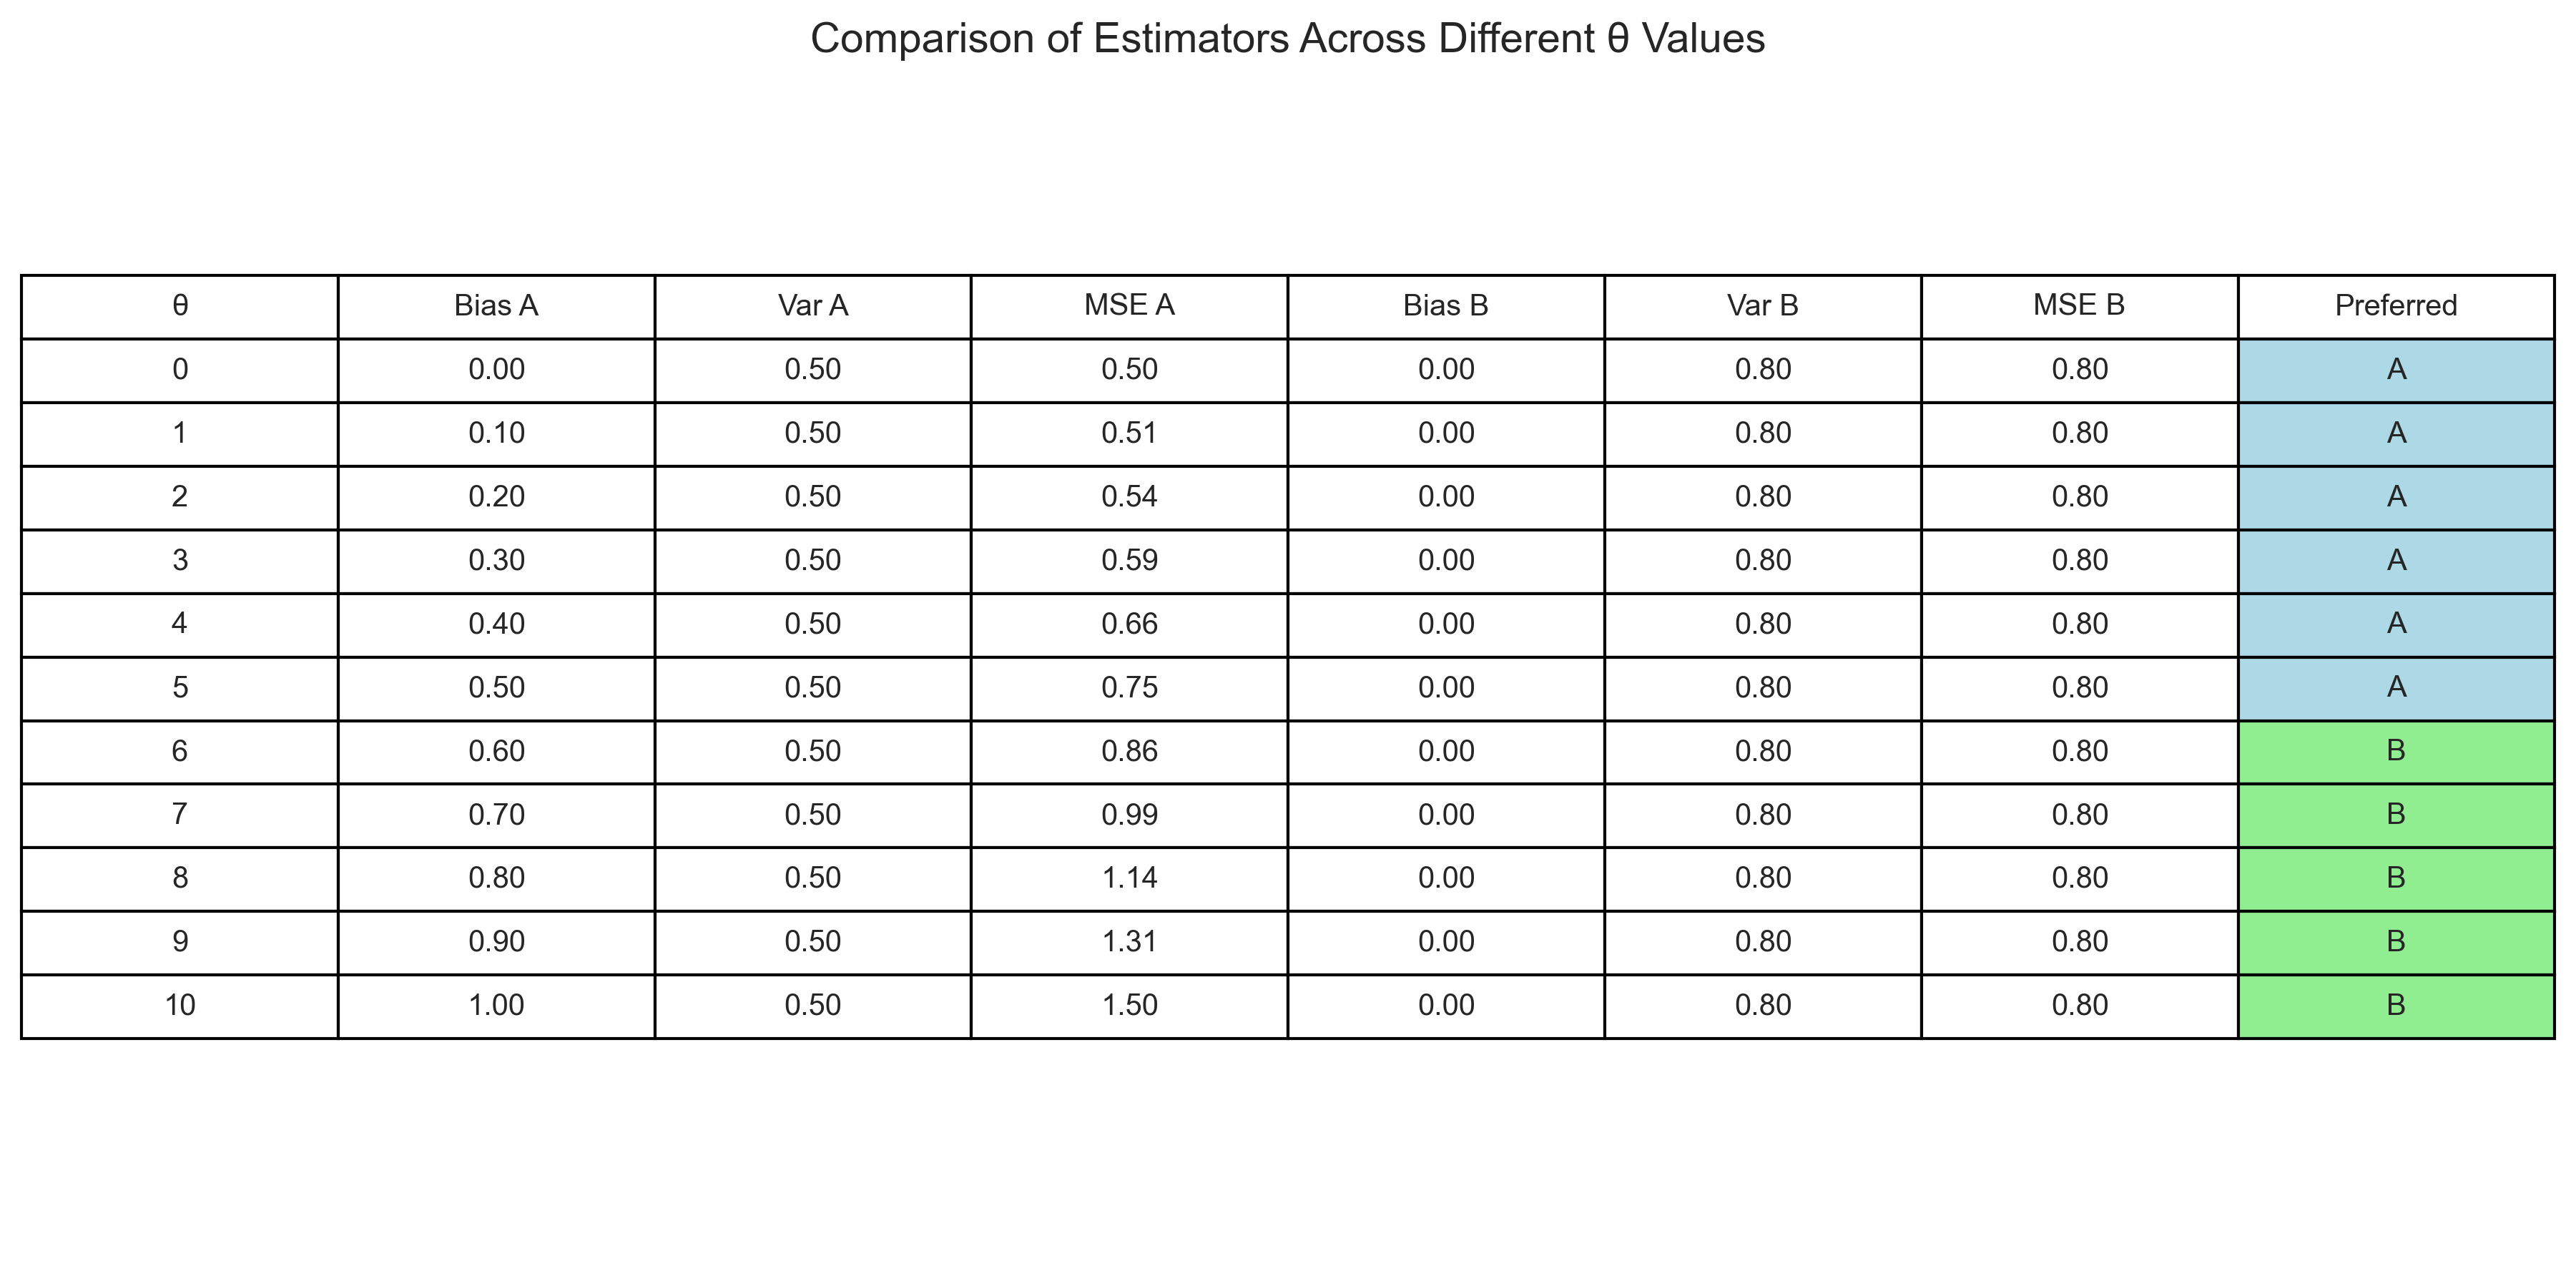 Comparison of Estimators Across Different θ Values
θ Bias A Var A MSE A Bias B Var B MSE B Preferred
0 0.00 0.50 0.50 0.00 0.80 0.80 A
1 0.10 0.50 0.51 0.00 0.80 0.80 A
2 0.20 0.50 0.54 0.00 0.80 0.80 A
3 0.30 0.50 0.59 0.00 0.80 0.80 A
4 0.40 0.50 0.66 0.00 0.80 0.80 A
5 0.50 0.50 0.75 0.00 0.80 0.80 A
6 0.60 0.50 0.86 0.00 0.80 0.80 B
7 0.70 0.50 0.99 0.00 0.80 0.80 B
8 0.80 0.50 1.14 0.00 0.80 0.80 B
9 0.90 0.50 1.31 0.00 0.80 0.80 B
10 1.00 0.50 1.50 0.00 0.80 0.80 B